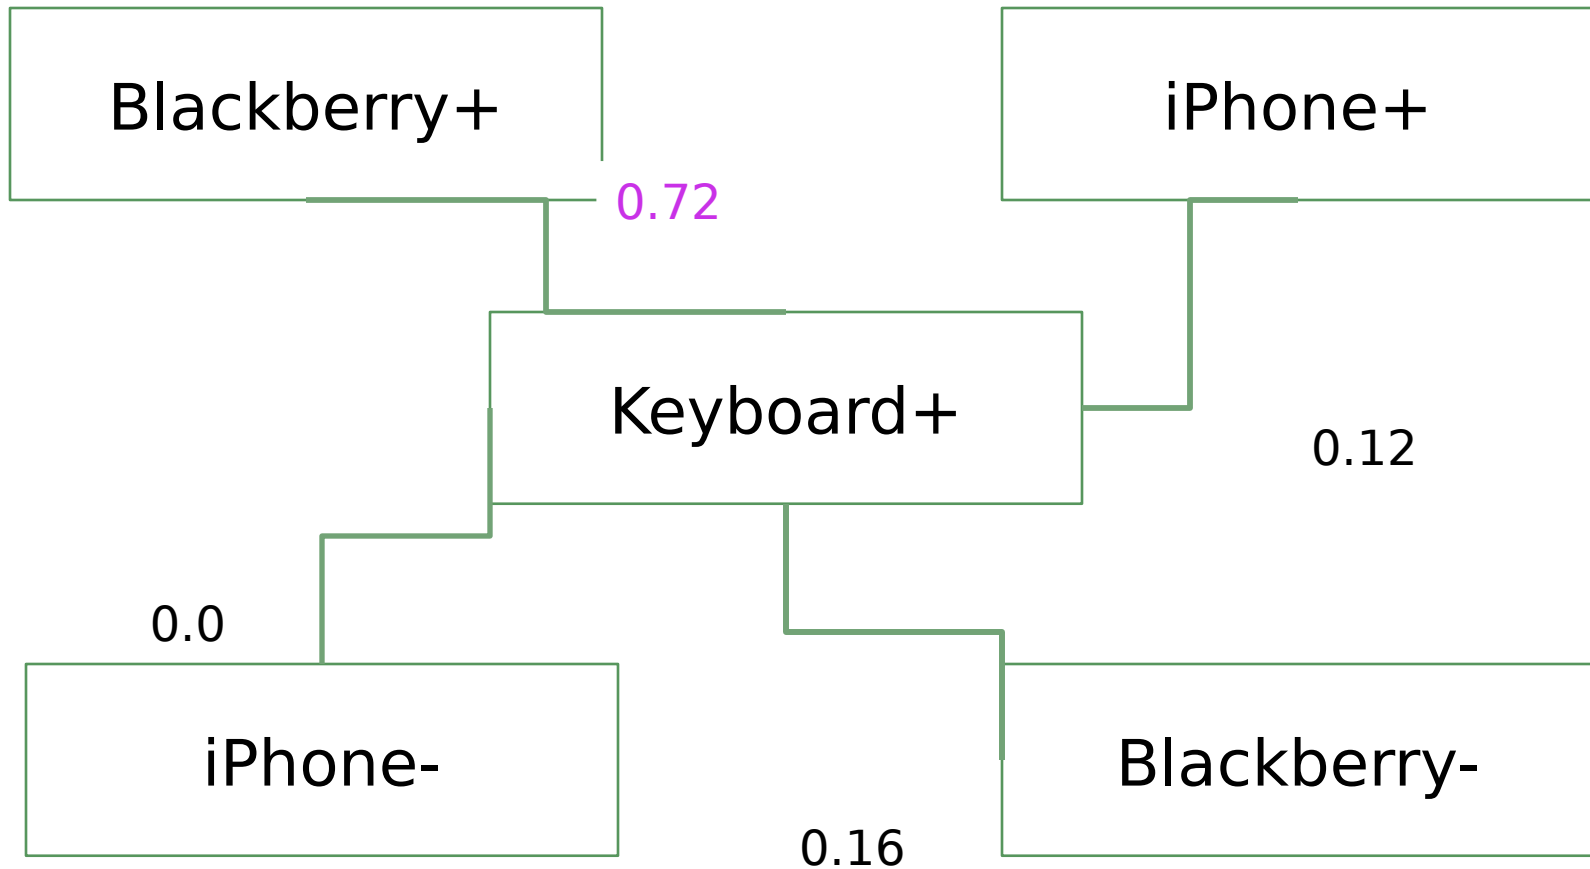 Blackberry+
iPhone+
0.72
Keyboard+
0.12
0.0
iPhone-
Blackberry-
0.16